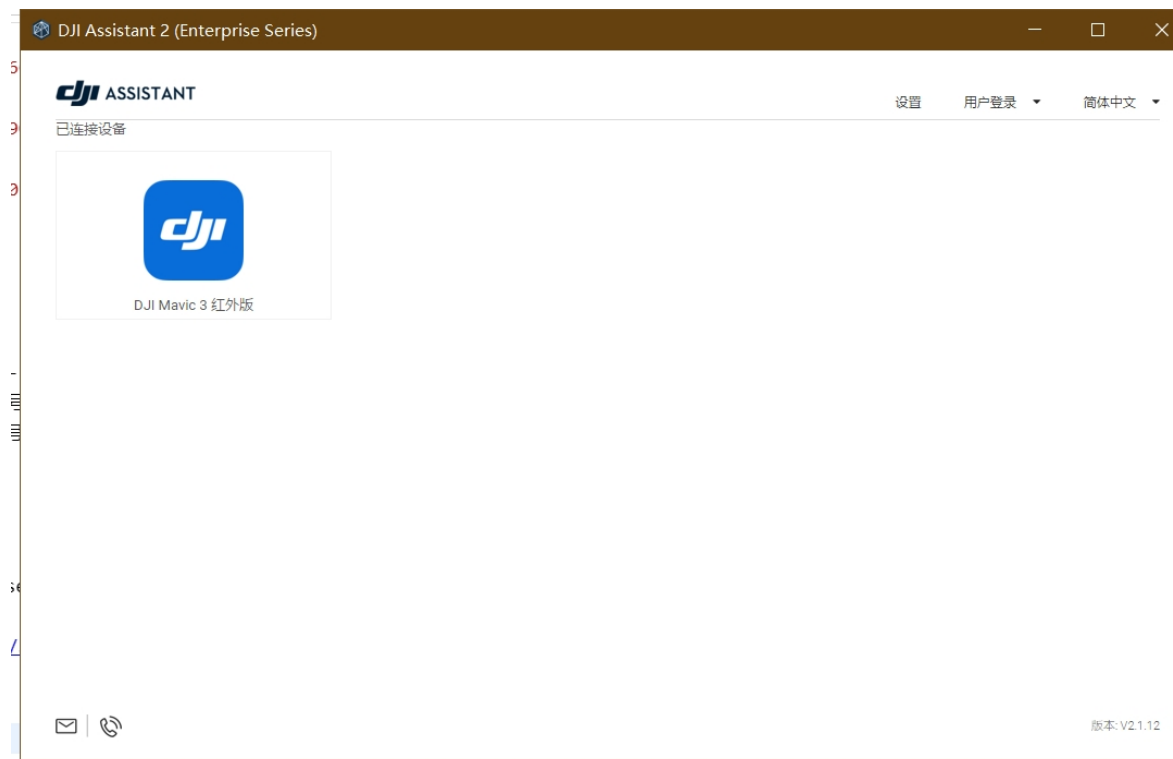 DJI Assistant 2 (Enterprise Series)
dji ASSISTANT
设置 用户登录 简体中文
已连接设备
dji
DJI Mavic 3 红外版
版本: V2.1.12